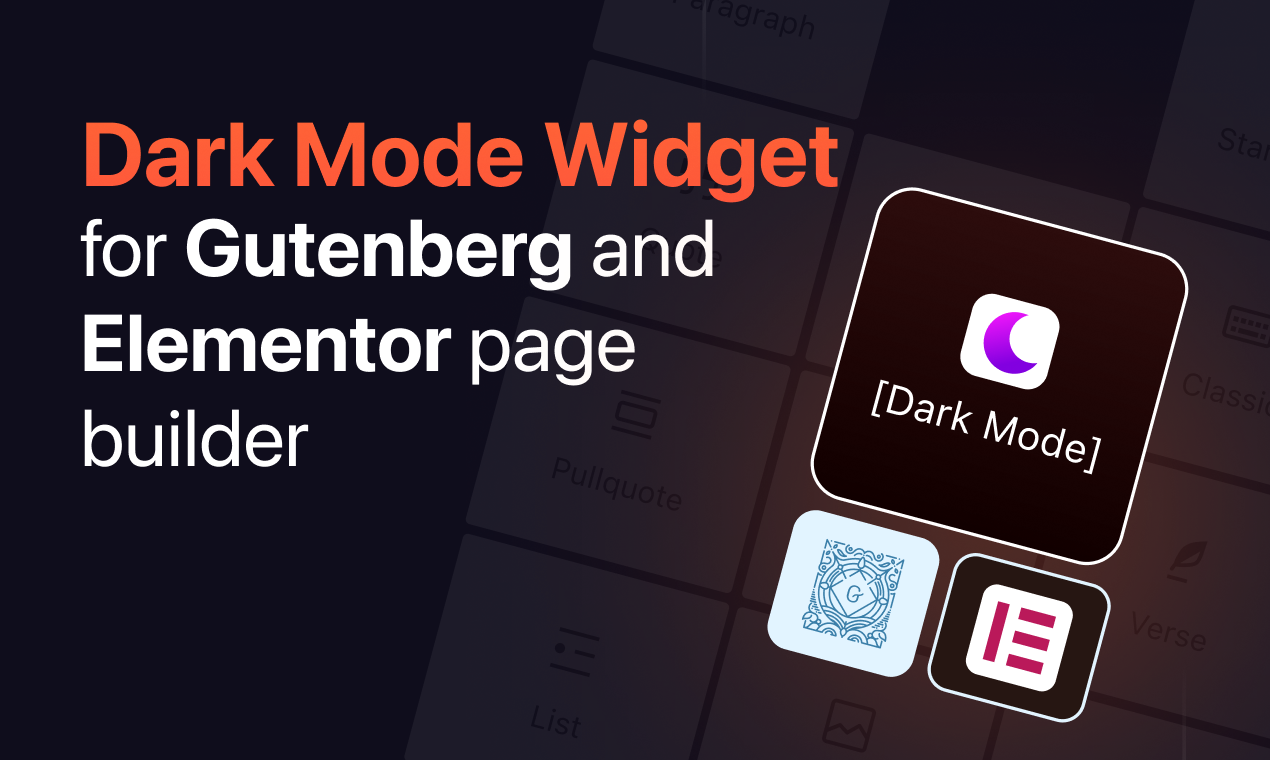 Dark Mode Widget
for Gutenberg and
Elementor page
builder
[Dark Mode]
G
Paragraph
Classic
Pullquote
Verse
List